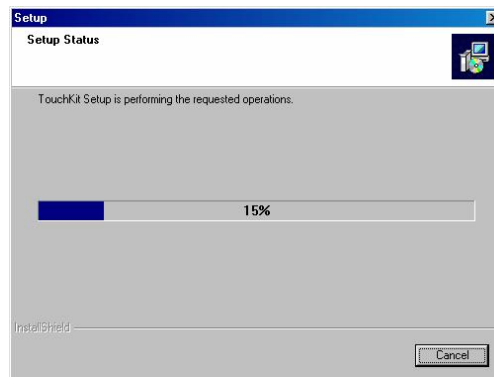 Setup
Setup Status
TouchKit Setup is performing the requested operations.
15%
InstallShield
Cancel